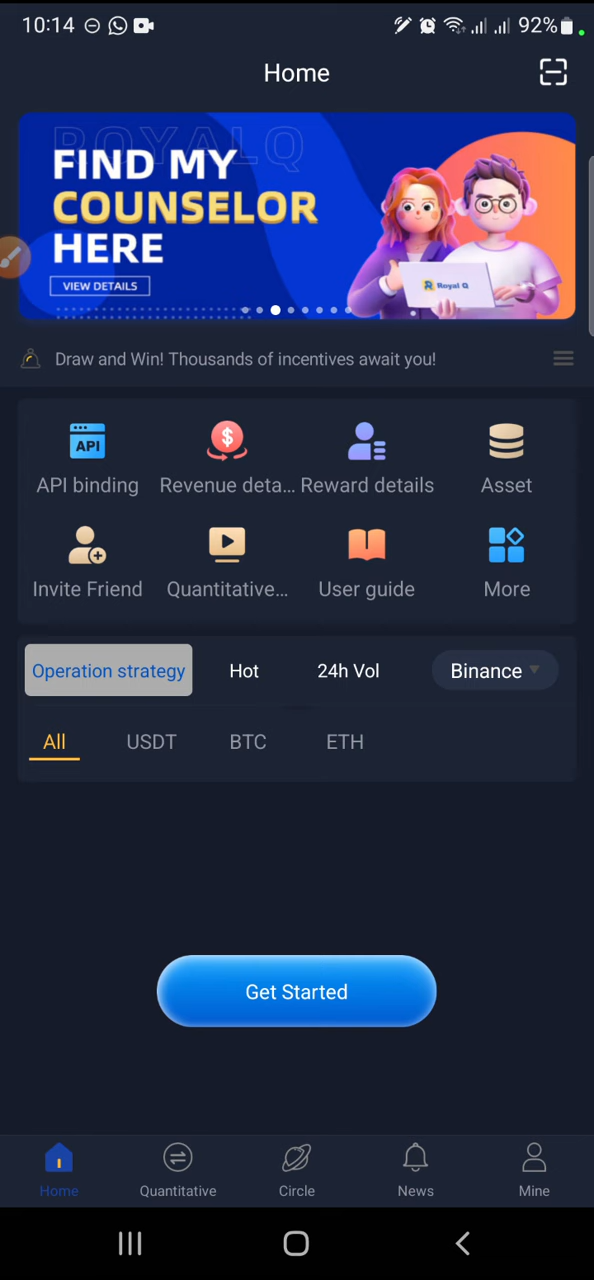 10:14
92%
Home
ROYALQ
FIND MY
COUNSELOR
HERE
VIEW DETAILS
Royal Q
Draw and Win! Thousands of incentives await you!
API
API binding
Revenue deta...
Reward details
Asset
Invite Friend
Quantitative...
User guide
More
Operation strategy
Hot
24h Vol
Binance
All
USDT
BTC
ETH
Get Started
Home
Quantitative
Circle
News
Mine